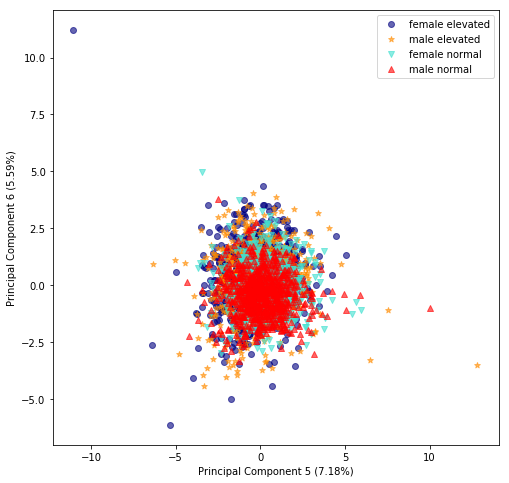 female elevated
male elevated
female normal
male normal
10.0
7.5
5.0
2.5
0.0
−2.5
−5.0
Principal Component 6 (5.59%)
−10
−5
0
5
10
Principal Component 5 (7.18%)